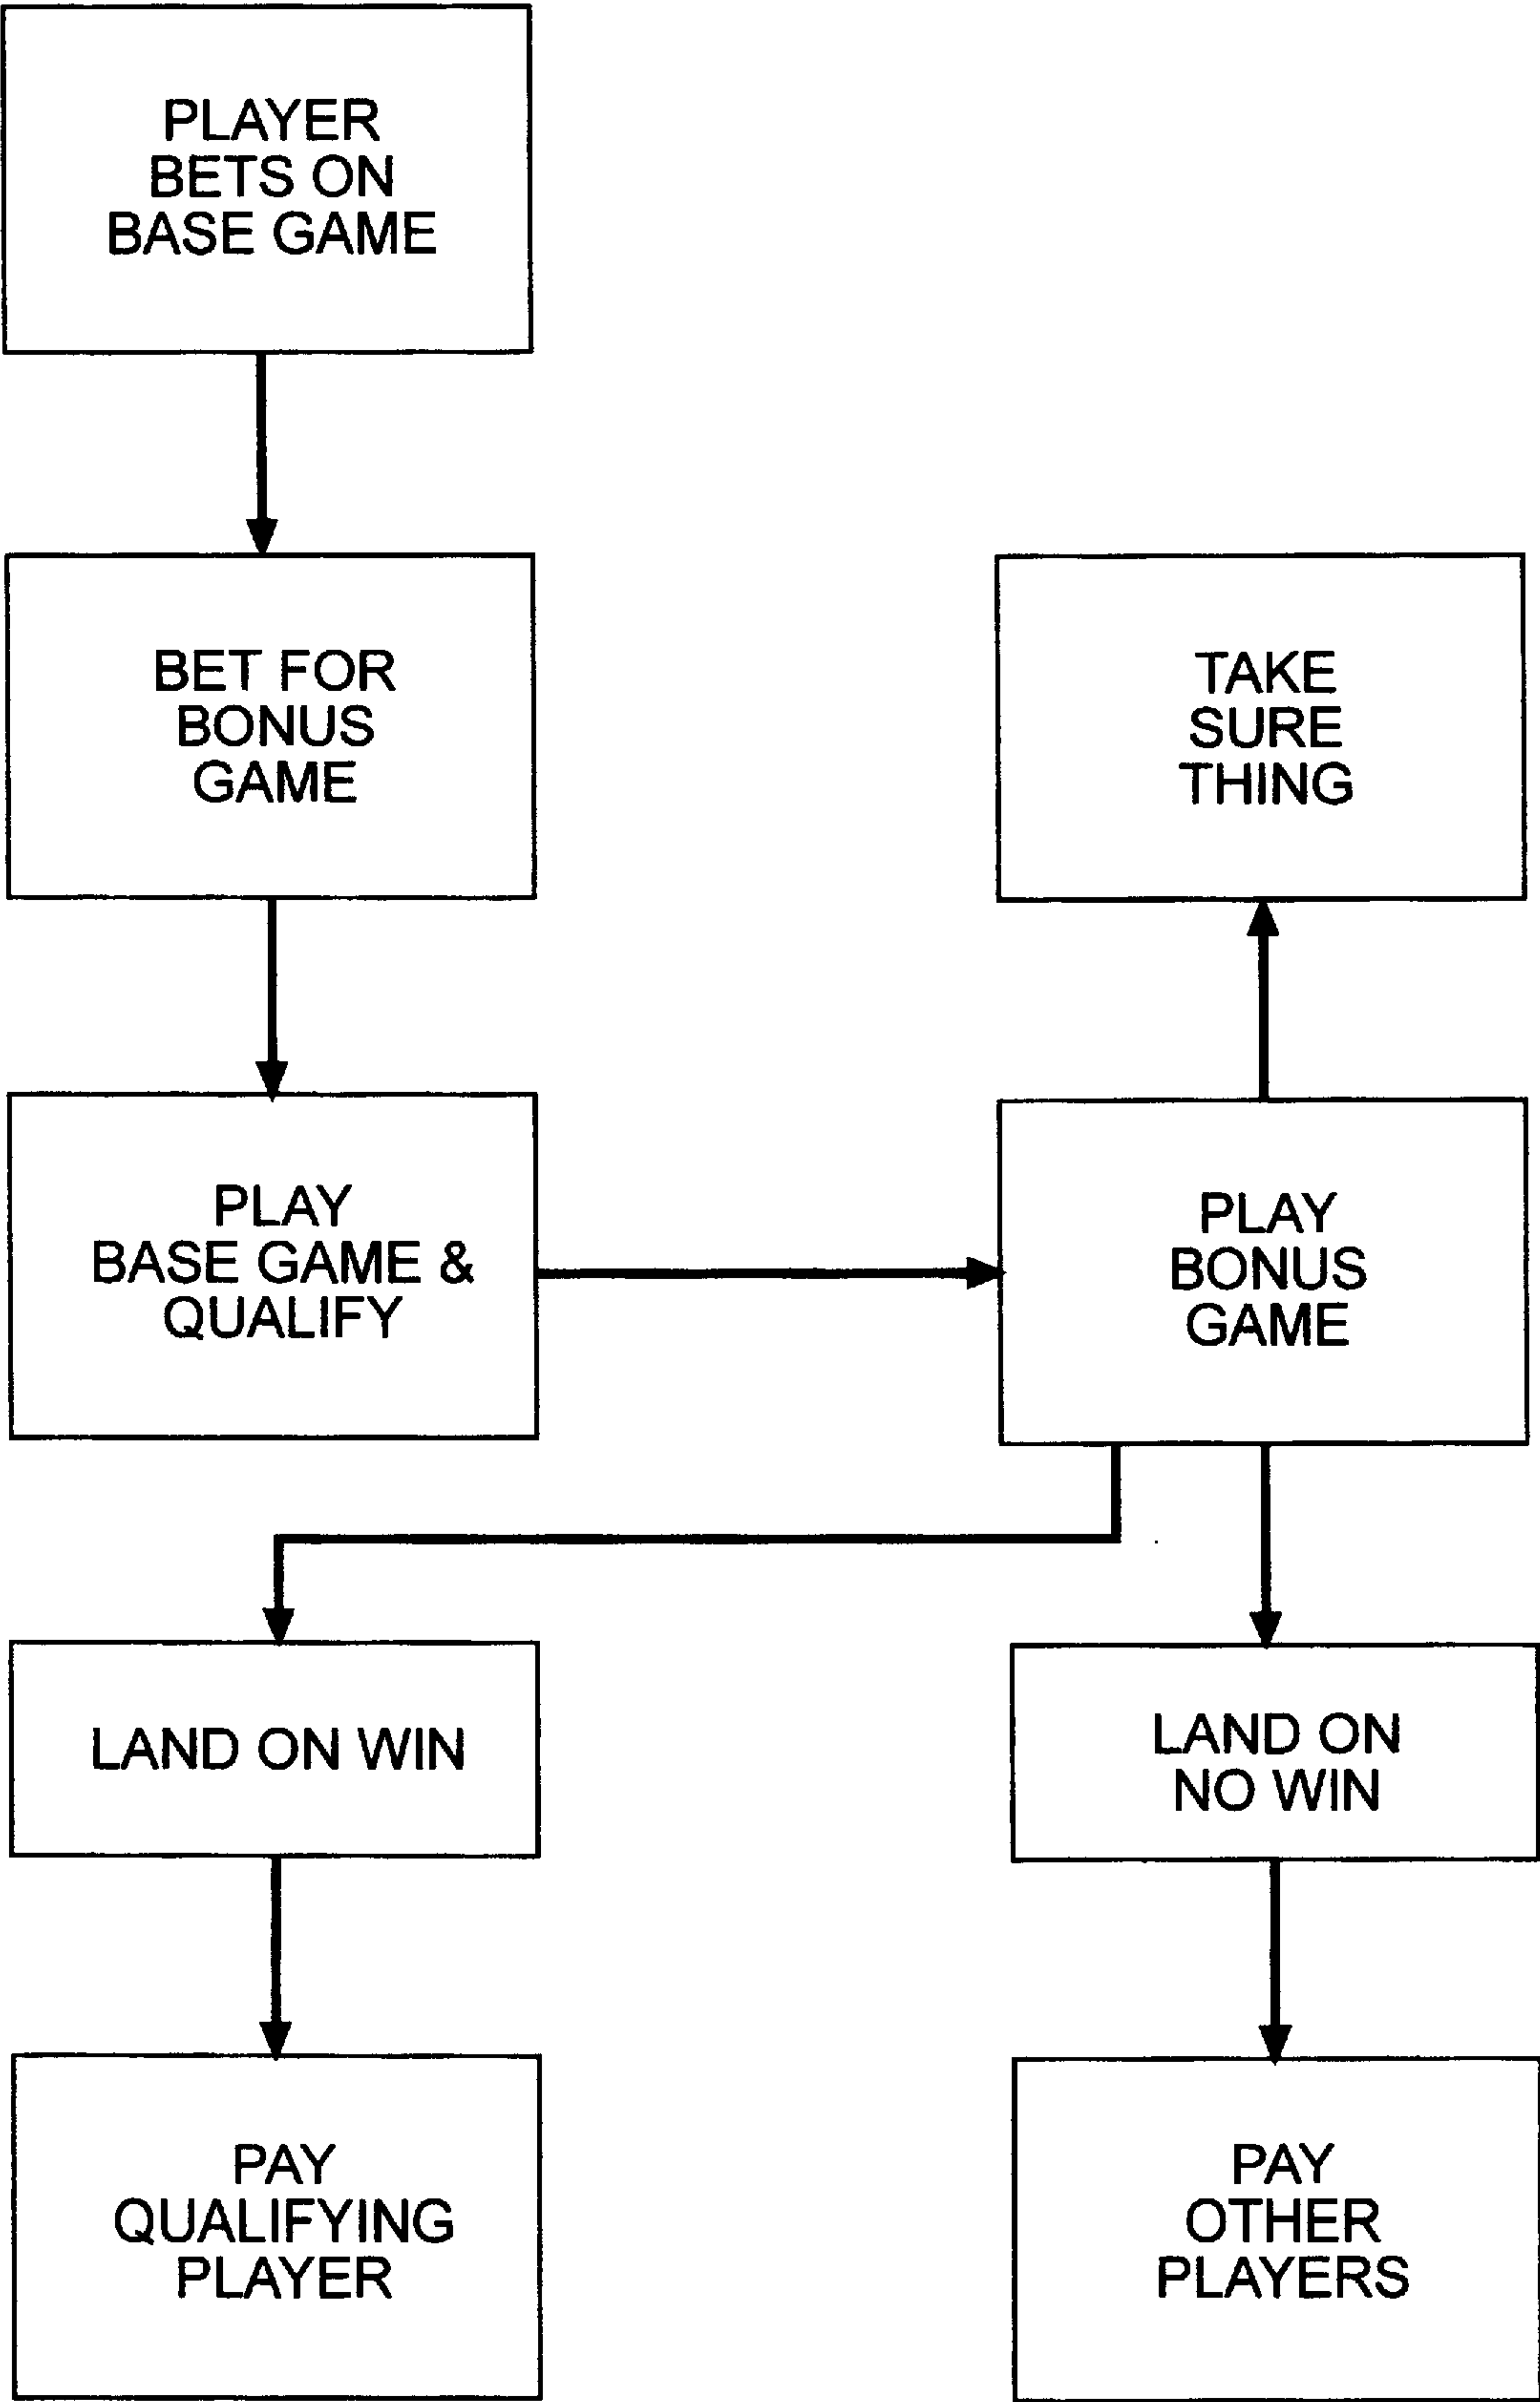 PLAYER
BETS ON
BASE GAME
BET FOR
BONUS
GAME
TAKE
SURE
THING
PLAY
BASE GAME &
QUALIFY
PLAY
BONUS
GAME
LAND ON WIN
LAND ON
NO WIN
PAY
QUALIFYING
PLAYER
PAY
OTHER
PLAYERS